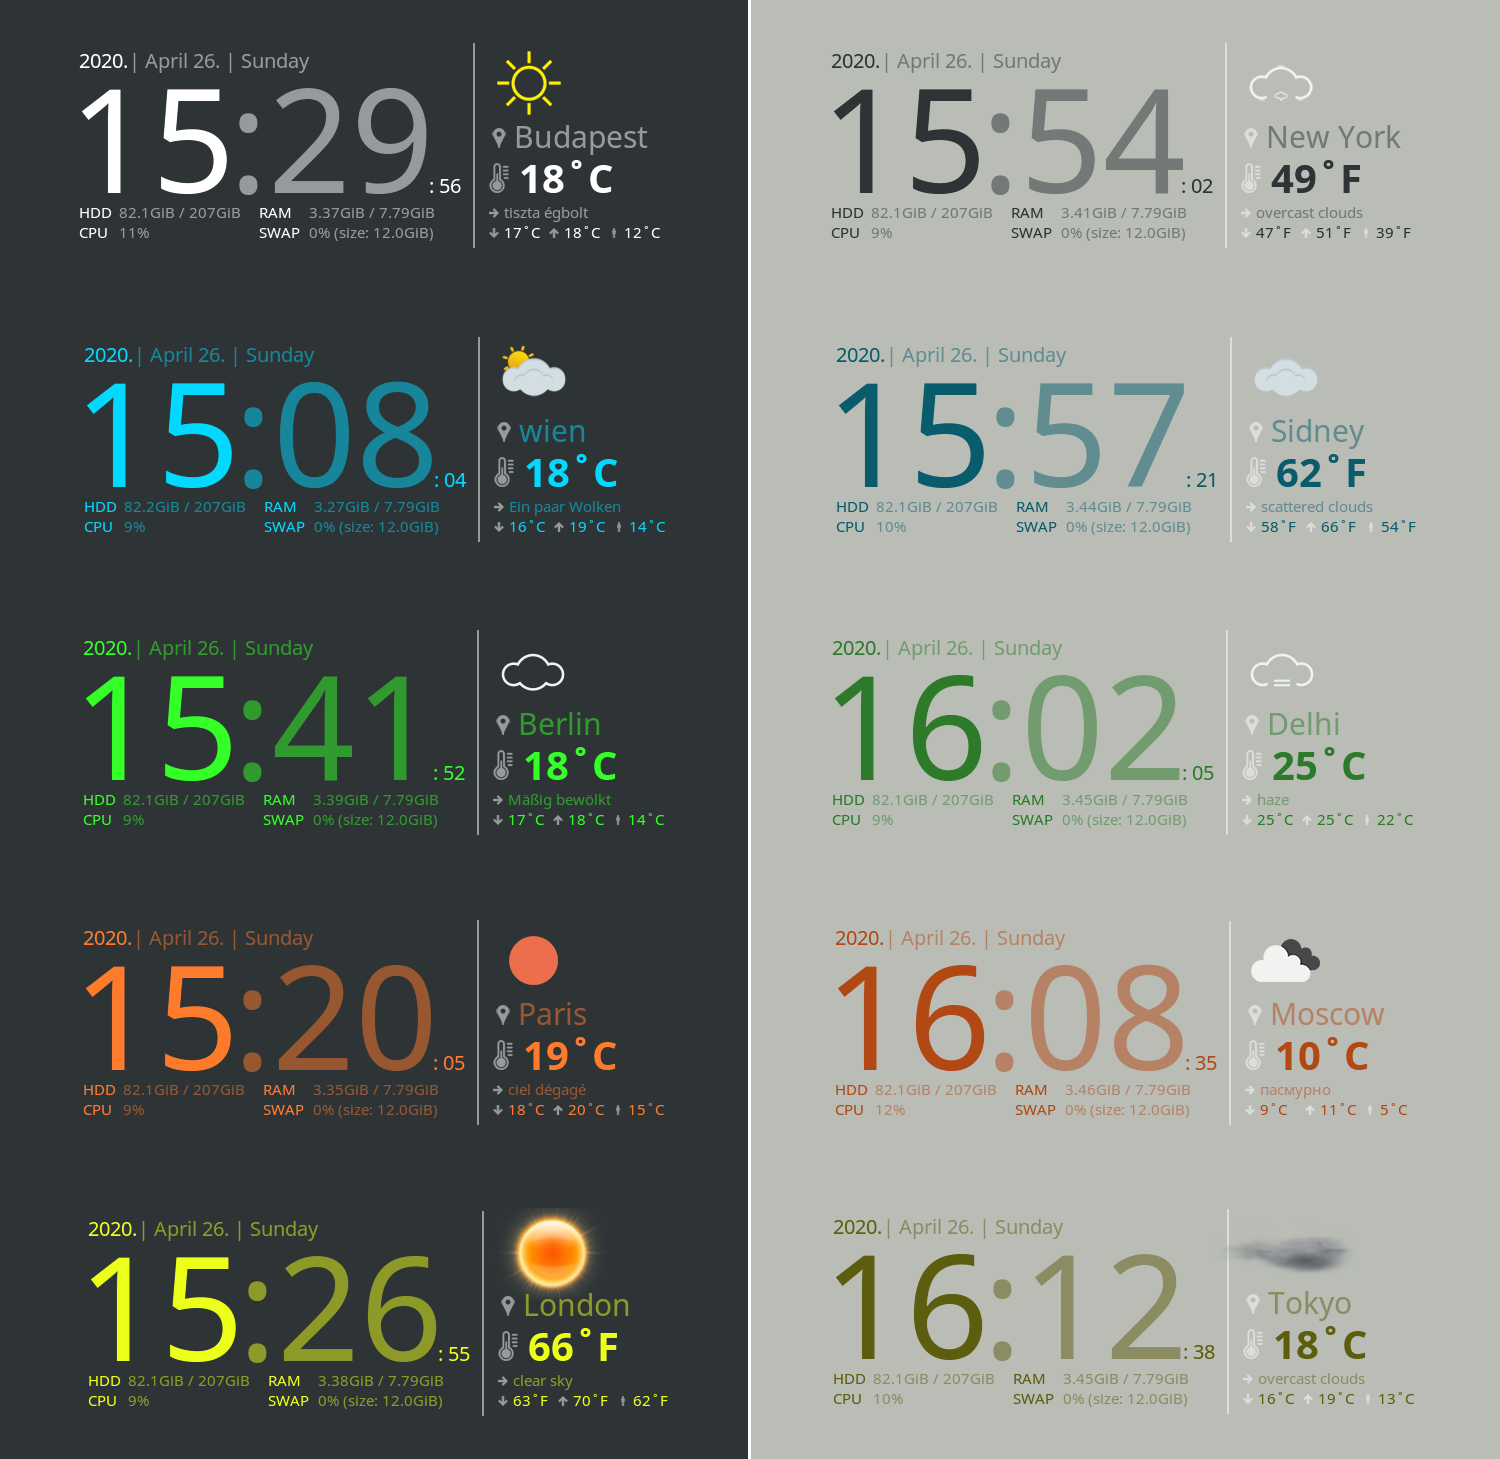 2020. | April 26. | Sunday
15:29 : 56
HDD 82.1GiB / 207GiB RAM 3.37GiB / 7.79GiB
CPU 11% SWAP 0% (size: 12.0GiB)
Budapest
18°C
tiszta égbolt
17°C 18°C 12°C
2020. | April 26. | Sunday
15:54 : 02
HDD 82.1GiB / 207GiB RAM 3.41GiB / 7.79GiB
CPU 9% SWAP 0% (size: 12.0GiB)
New York
49°F
overcast clouds
47°F 51°F 39°F
2020. | April 26. | Sunday
15:08 : 04
HDD 82.2GiB / 207GiB RAM 3.27GiB / 7.79GiB
CPU 9% SWAP 0% (size: 12.0GiB)
wien
18°C
Ein paar Wolken
16°C 19°C 14°C
2020. | April 26. | Sunday
15:57 : 21
HDD 82.1GiB / 207GiB RAM 3.44GiB / 7.79GiB
CPU 10% SWAP 0% (size: 12.0GiB)
Sidney
62°F
scattered clouds
58°F 66°F 54°F
2020. | April 26. | Sunday
15:41 : 52
HDD 82.1GiB / 207GiB RAM 3.39GiB / 7.79GiB
CPU 9% SWAP 0% (size: 12.0GiB)
Berlin
18°C
Mäßig bewölkt
17°C 18°C 14°C
2020. | April 26. | Sunday
16:02 : 05
HDD 82.1GiB / 207GiB RAM 3.45GiB / 7.79GiB
CPU 9% SWAP 0% (size: 12.0GiB)
Delhi
25°C
haze
25°C 25°C 22°C
2020. | April 26. | Sunday
15:20 : 05
HDD 82.1GiB / 207GiB RAM 3.35GiB / 7.79GiB
CPU 9% SWAP 0% (size: 12.0GiB)
Paris
19°C
ciel dégagé
18°C 20°C 15°C
2020. | April 26. | Sunday
16:08 : 35
HDD 82.1GiB / 207GiB RAM 3.46GiB / 7.79GiB
CPU 12% SWAP 0% (size: 12.0GiB)
Moscow
10°C
пасмурно
9°C 11°C 5°C
2020. | April 26. | Sunday
15:26 : 55
HDD 82.1GiB / 207GiB RAM 3.38GiB / 7.79GiB
CPU 9% SWAP 0% (size: 12.0GiB)
London
66°F
clear sky
63°F 70°F 62°F
2020. | April 26. | Sunday
16:12 : 38
HDD 82.1GiB / 207GiB RAM 3.45GiB / 7.79GiB
CPU 10% SWAP 0% (size: 12.0GiB)
Tokyo
18°C
overcast clouds
16°C 19°C 13°C